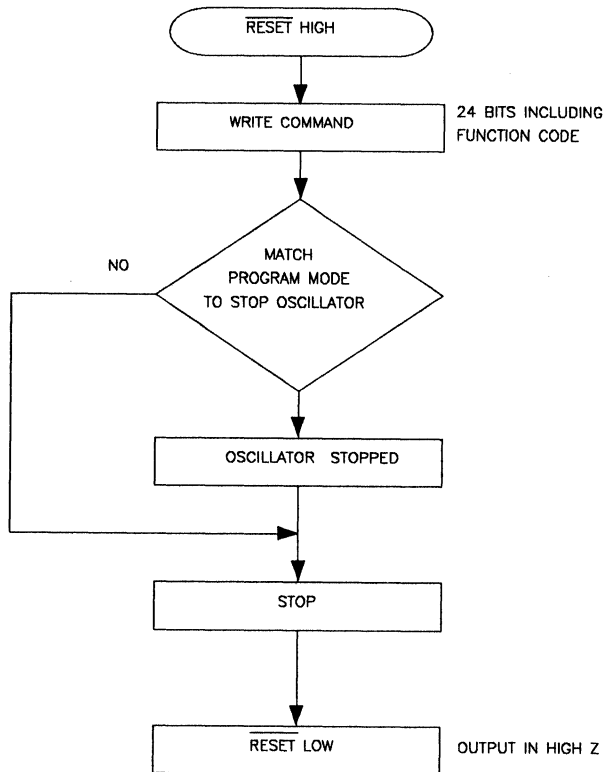 RESET HIGH
WRITE COMMAND
24 BITS INCLUDING
FUNCTION CODE
MATCH
PROGRAM MODE
TO STOP OSCILLATOR
NO
OSCILLATOR STOPPED
STOP
RESET LOW
OUTPUT IN HIGH Z